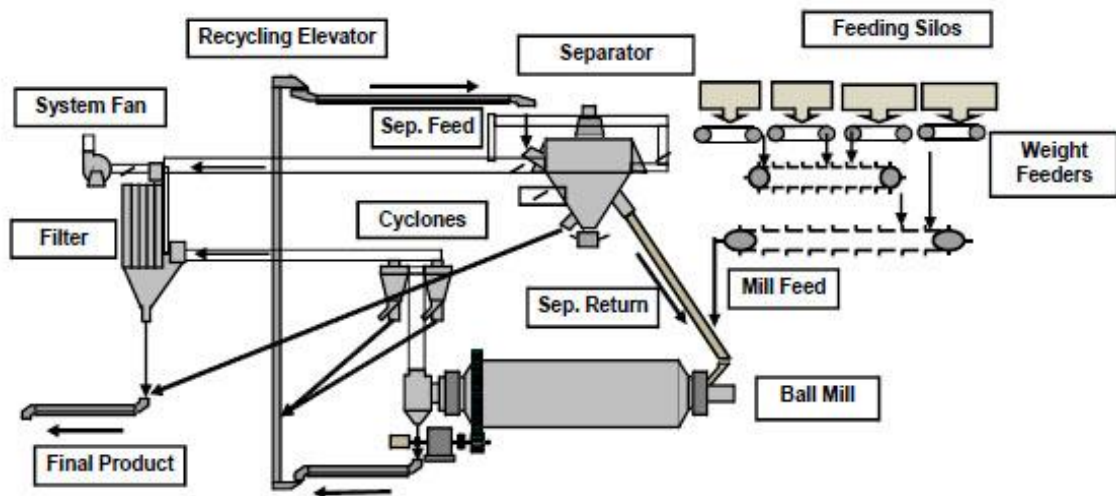 Recycling Elevator
Separator
Feeding Silos
System Fan
Sep. Feed
Weight
Feeders
Filter
Cyclones
Mill Feed
Sep. Return
Ball Mill
Final Product